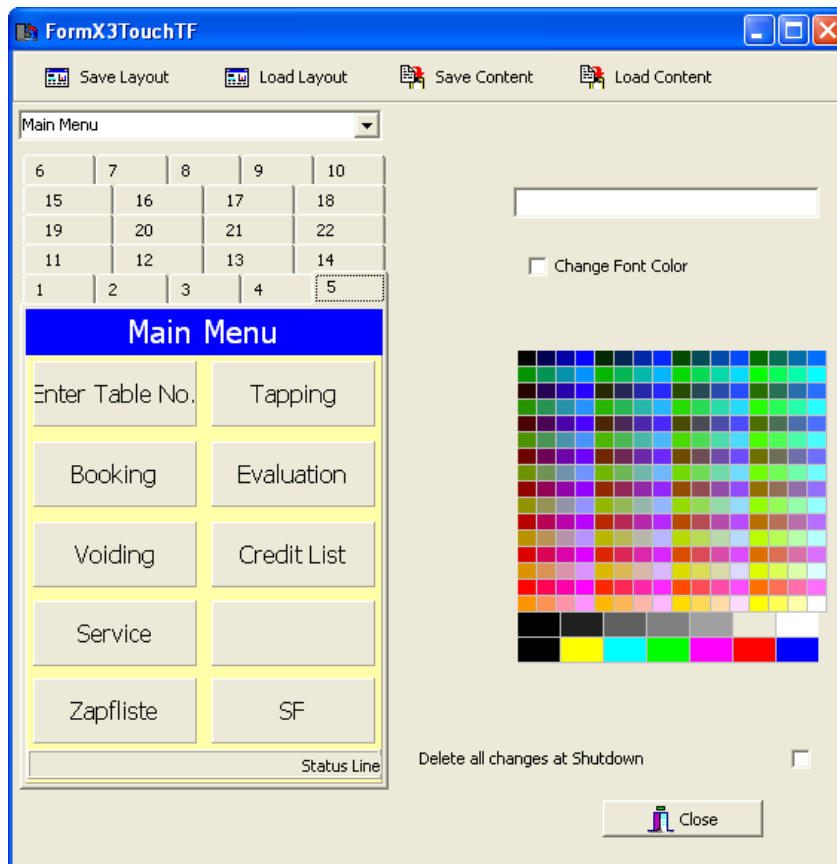 FormX3TouchTF
Save Layout Load Layout Save Content Load Content
Main Menu
6 7 8 9 10
15 16 17 18
19 20 21 22
11 12 13 14
1 2 3 4 5
Change Font Color
Main Menu
Enter Table No. Tapping
Booking Evaluation
Voiding Credit List
Service
Zapfliste SF
Status Line
Delete all changes at Shutdown
Close